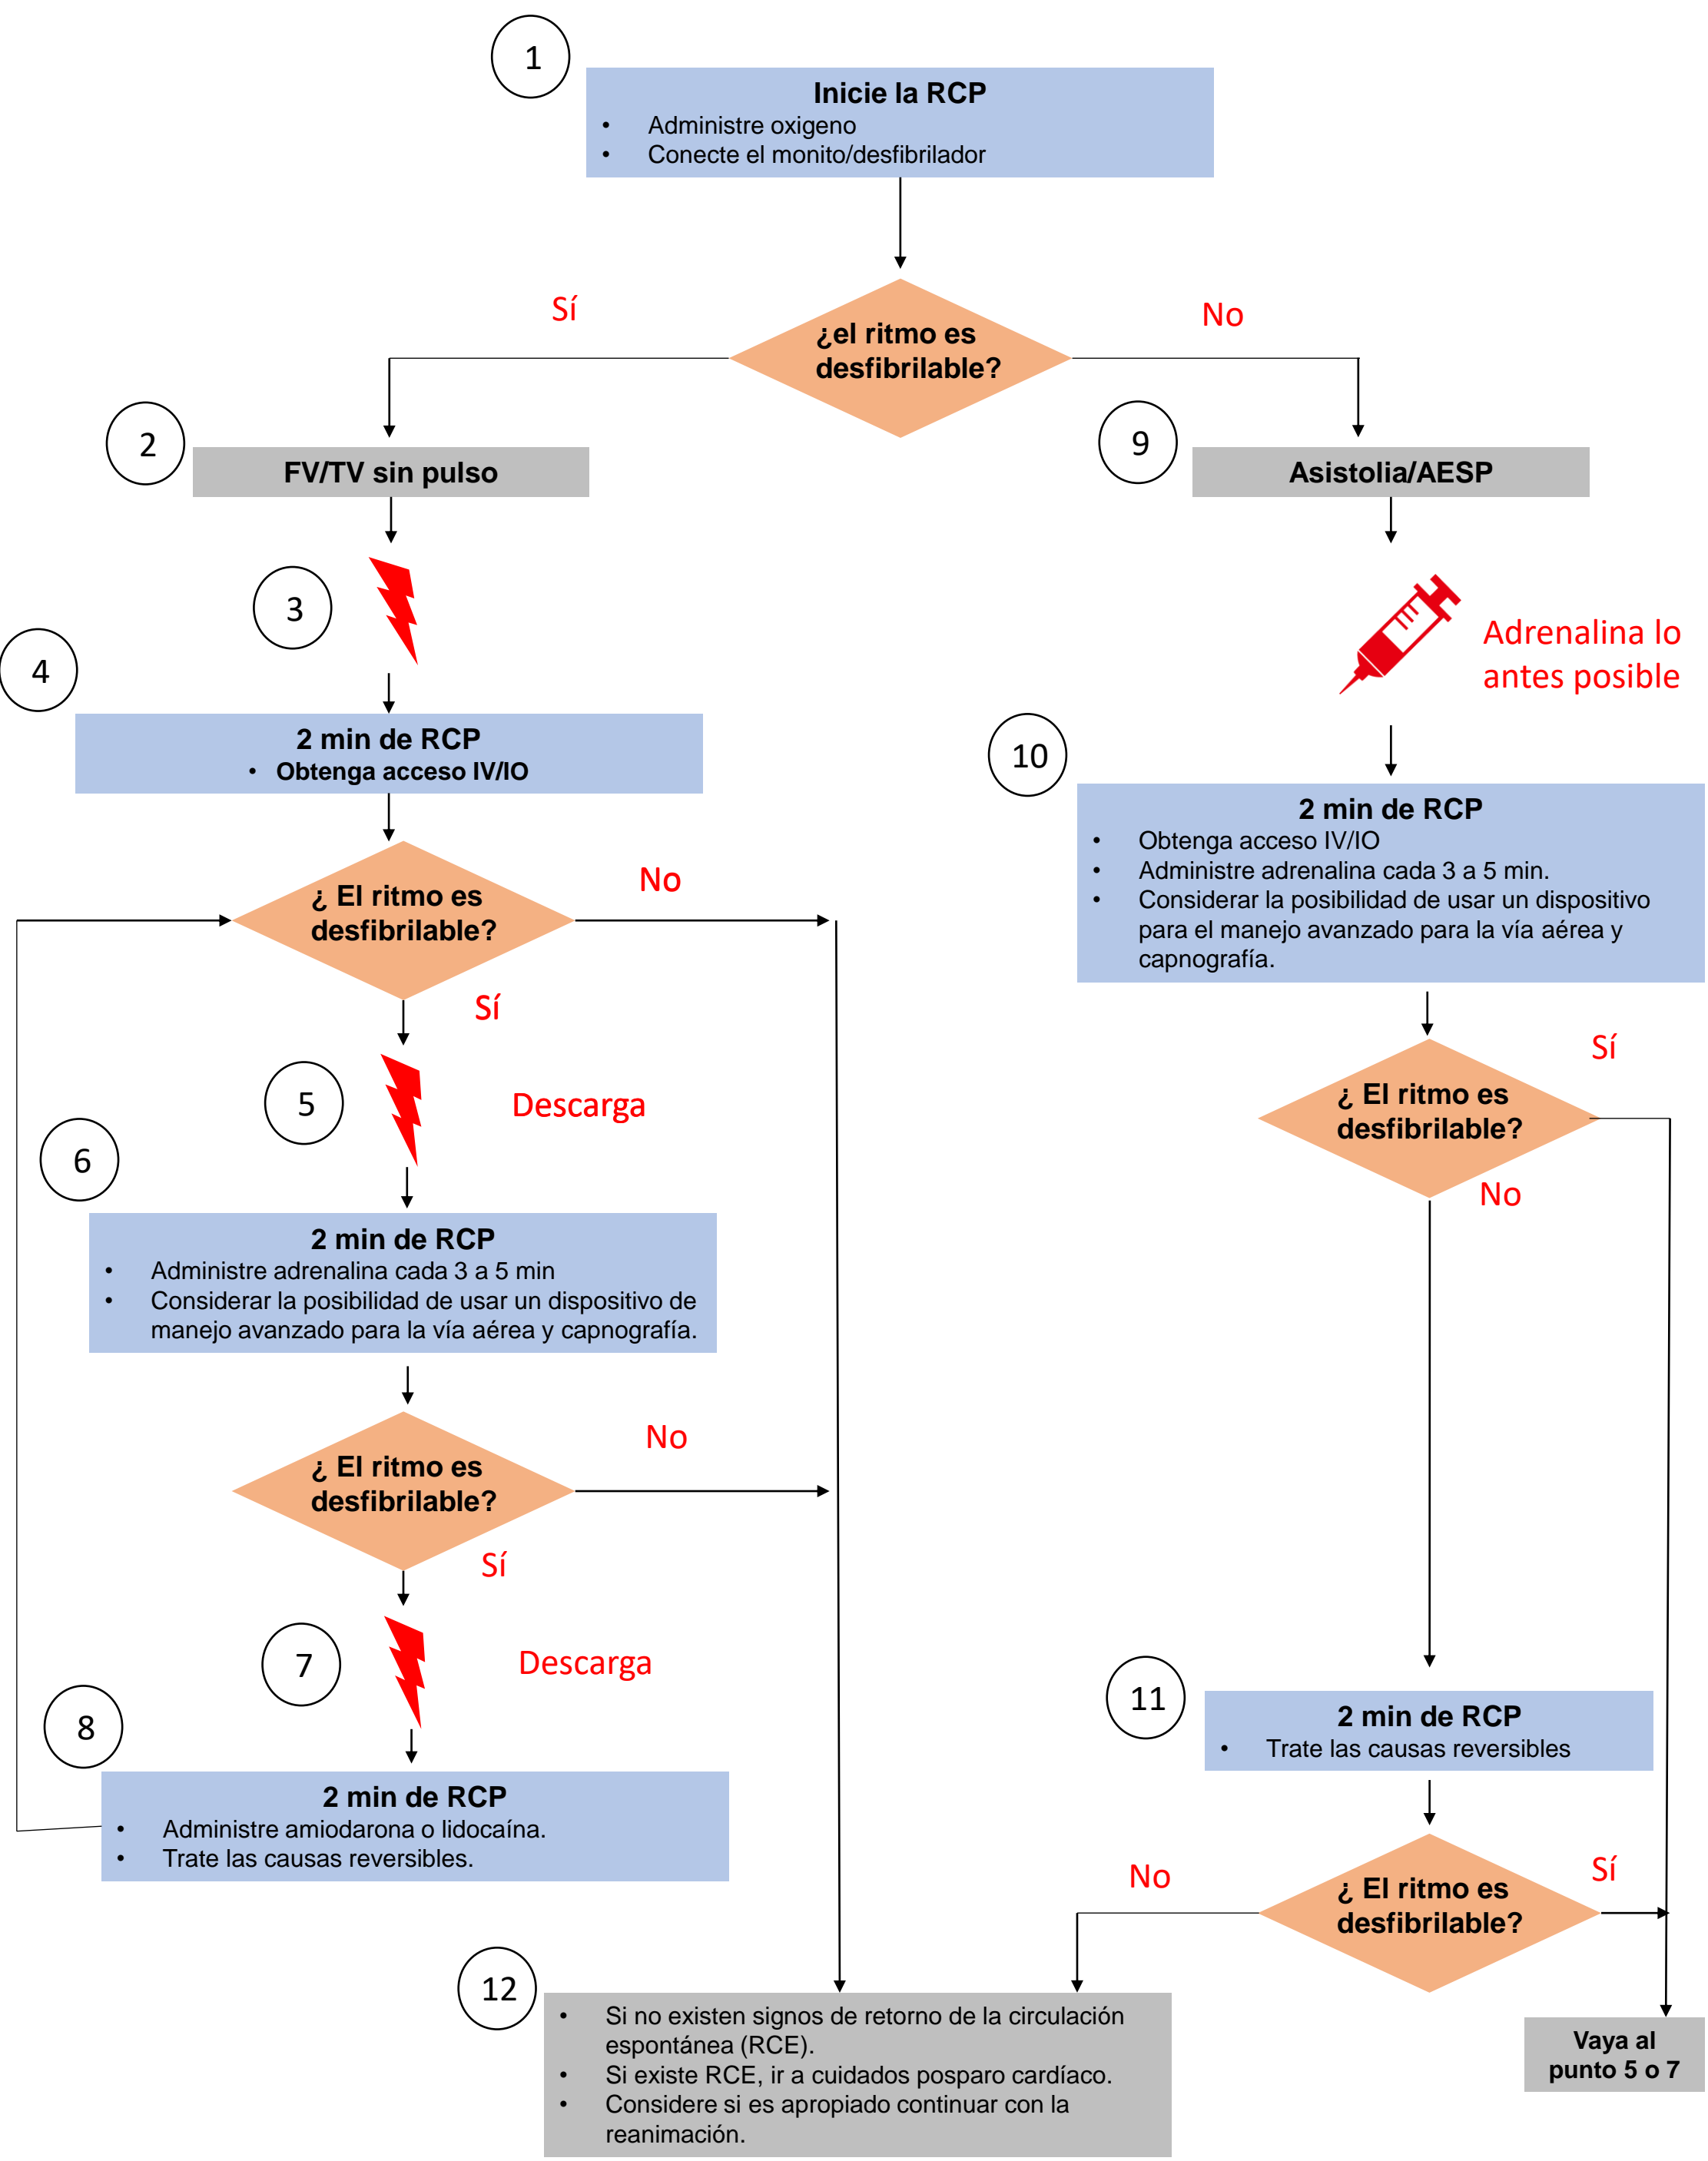 1
Inicie la RCP
• Administre oxigeno
• Conecte el monito/desfibrilador
¿el ritmo es
desfibrilable?
Sí
No
2
FV/TV sin pulso
3
4
2 min de RCP
• Obtenga acceso IV/IO
¿ El ritmo es
desfibrilable?
No
Sí
5
Descarga
6
2 min de RCP
• Administre adrenalina cada 3 a 5 min
• Considerar la posibilidad de usar un dispositivo de
manejo avanzado para la vía aérea y capnografía.
¿ El ritmo es
desfibrilable?
No
Sí
7
Descarga
8
2 min de RCP
• Administre amiodarona o lidocaína.
• Trate las causas reversibles.
9
Asistolia/AESP
Adrenalina lo
antes posible
10
2 min de RCP
• Obtenga acceso IV/IO
• Administre adrenalina cada 3 a 5 min.
• Considerar la posibilidad de usar un dispositivo
para el manejo avanzado para la vía aérea y
capnografía.
¿ El ritmo es
desfibrilable?
Sí
No
11
2 min de RCP
• Trate las causas reversibles
¿ El ritmo es
desfibrilable?
No
Sí
12
• Si no existen signos de retorno de la circulación
espontánea (RCE).
• Si existe RCE, ir a cuidados posparo cardíaco.
• Considere si es apropiado continuar con la
reanimación.
Vaya al
punto 5 o 7